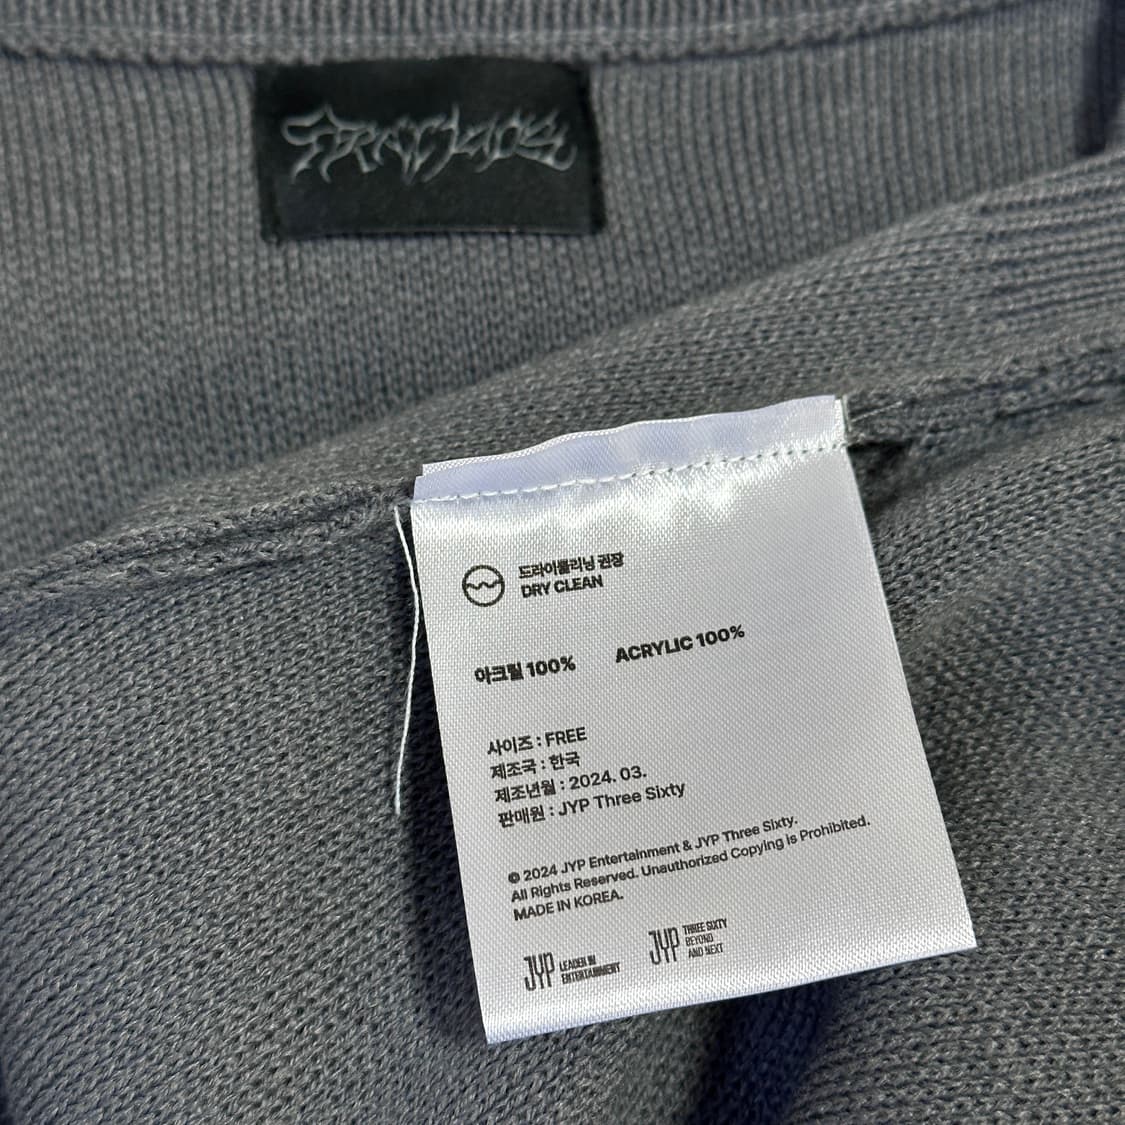 Stray Kids
드라이클리닝 권장
DRY CLEAN
아크릴 100% ACRYLIC 100%
사이즈 : FREE
제조국 : 한국
제조년월 : 2024. 03.
판매원 : JYP Three Sixty
© 2024 JYP Entertainment & JYP Three Sixty.
All Rights Reserved. Unauthorized Copying is Prohibited.
MADE IN KOREA.
JYP LEADER IN
ENTERTAINMENT
JYP THREE SIXTY
BEYOND
AND NEXT